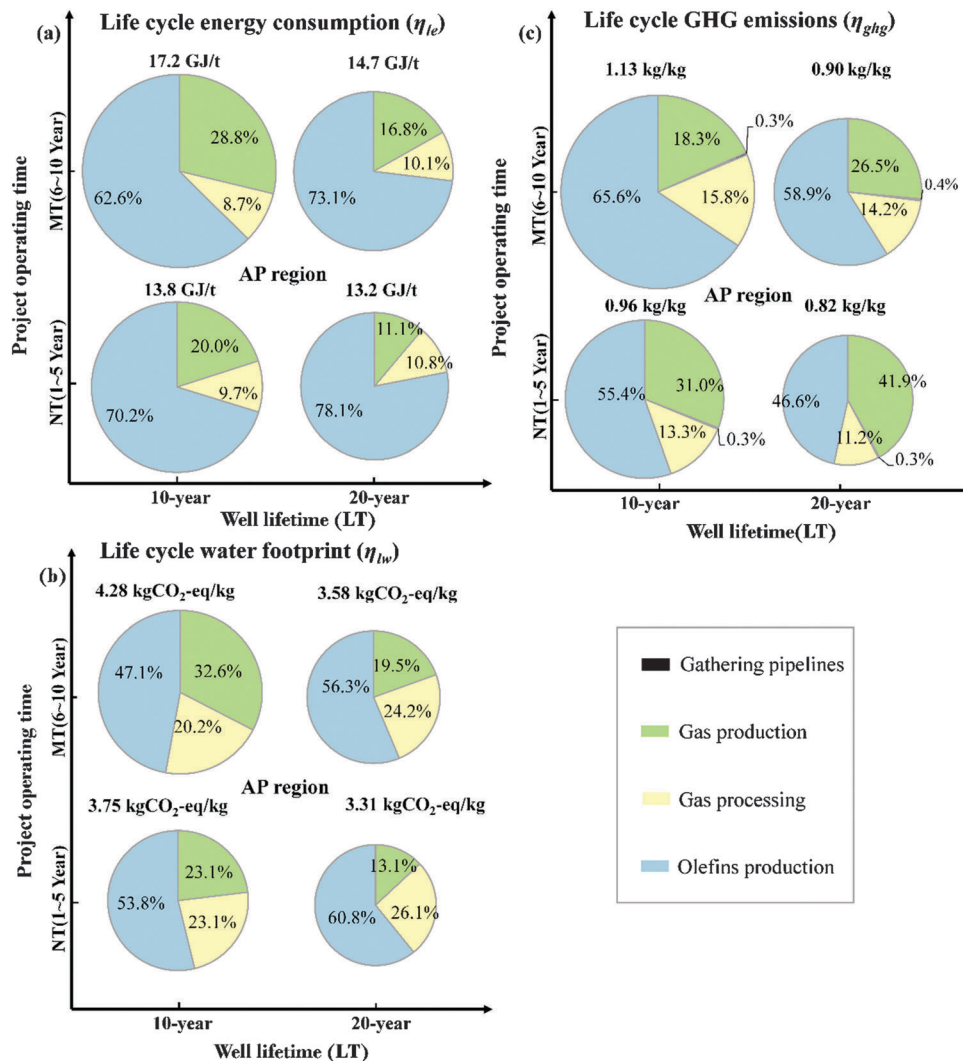 (a)
Life cycle energy consumption (ηle)
17.2 GJ/t
14.7 GJ/t
28.8%
8.7%
62.6%
16.8%
10.1%
73.1%
MT(6~10 Year)
AP region
13.8 GJ/t
13.2 GJ/t
20.0%
9.7%
70.2%
11.1%
10.8%
78.1%
NT(1~5 Year)
Project operating time
10-year
20-year
Well lifetime (LT)
(c)
Life cycle GHG emissions (ηghg)
1.13 kg/kg
0.90 kg/kg
18.3%
0.3%
15.8%
65.6%
26.5%
0.4%
14.2%
58.9%
MT(6~10 Year)
AP region
0.96 kg/kg
0.82 kg/kg
31.0%
0.3%
13.3%
55.4%
41.9%
0.3%
11.2%
46.6%
NT(1~5 Year)
Project operating time
10-year
20-year
Well lifetime(LT)
(b)
Life cycle water footprint (ηlw)
4.28 kgCO2-eq/kg
3.58 kgCO2-eq/kg
47.1%
32.6%
20.2%
56.3%
19.5%
24.2%
MT(6~10 Year)
AP region
3.75 kgCO2-eq/kg
3.31 kgCO2-eq/kg
53.8%
23.1%
23.1%
60.8%
13.1%
26.1%
NT(1~5 Year)
Project operating time
10-year
20-year
Well lifetime (LT)
Gathering pipelines
Gas production
Gas processing
Olefins production